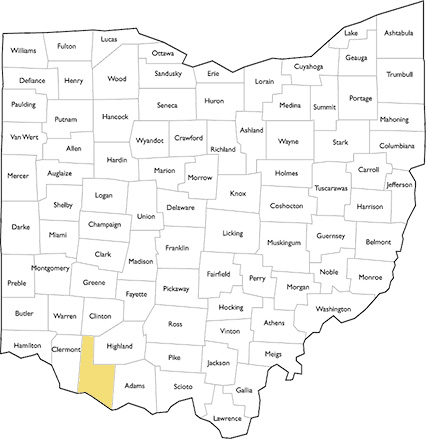 Williams
Fulton
Lucas
Ottawa
Lake
Ashtabula
Geauga
Cuyahoga
Defiance
Henry
Wood
Sandusky
Erie
Lorain
Trumbull
Paulding
Putnam
Hancock
Seneca
Huron
Medina
Summit
Portage
Mahoning
Van Wert
Allen
Wyandot
Crawford
Richland
Ashland
Wayne
Stark
Columbiana
Mercer
Auglaize
Hardin
Marion
Morrow
Knox
Holmes
Tuscarawas
Carroll
Jefferson
Shelby
Logan
Union
Delaware
Coshocton
Harrison
Darke
Miami
Champaign
Licking
Muskingum
Guernsey
Belmont
Clark
Madison
Franklin
Montgomery
Preble
Greene
Fayette
Pickaway
Fairfield
Perry
Morgan
Noble
Monroe
Butler
Warren
Clinton
Ross
Hocking
Vinton
Athens
Washington
Hamilton
Clermont
Highland
Pike
Jackson
Meigs
Adams
Scioto
Gallia
Lawrence